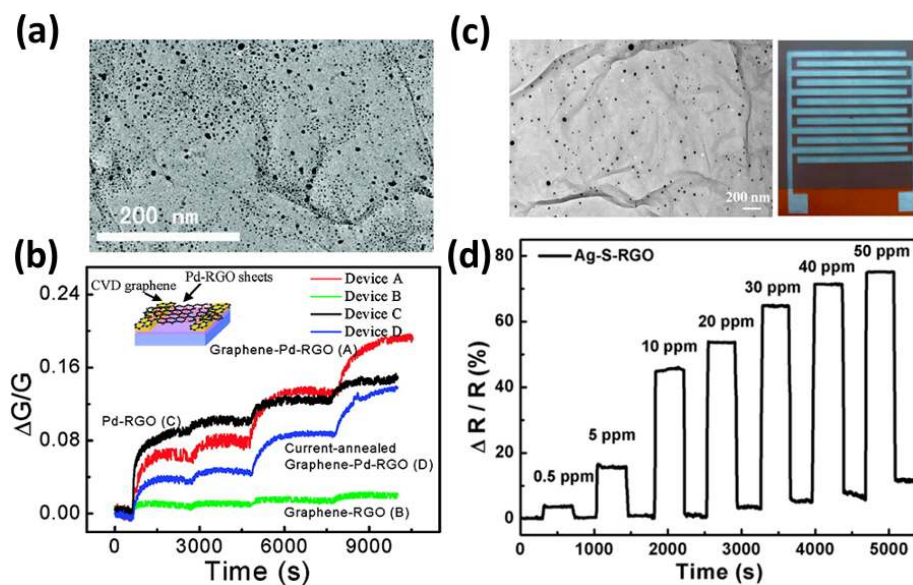 (a)
200 nm
(b)
0.24
0.16
0.08
0.00
ΔG/G
CVD graphene
Pd-RGO sheets
Device A
Device B
Device C
Device D
Graphene-Pd-RGO (A)
Pd-RGO (C)
Current-annealed
Graphene-Pd-RGO (D)
Graphene-RGO (B)
0
3000
6000
9000
Time (s)
(c)
200 nm
(d)
80
60
40
20
0
Δ R / R (%)
Ag-S-RGO
0.5 ppm
5 ppm
10 ppm
20 ppm
30 ppm
40 ppm
50 ppm
0
1000
2000
3000
4000
5000
Time (s)